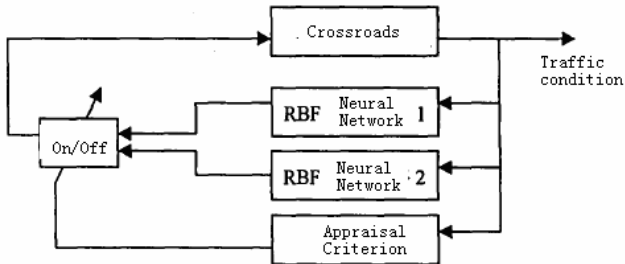 Crossroads
Traffic
condition
RBF Neural
Network 1
On/Off
RBF Neural
Network 2
Appraisal
Criterion